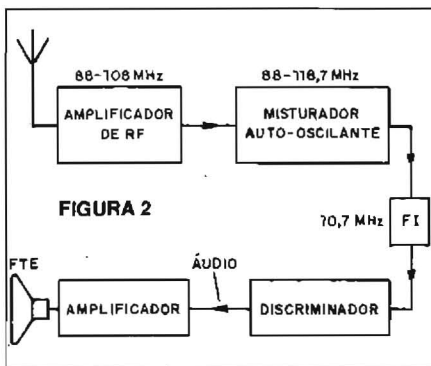 88-108 MHz
88-118,7 MHz
AMPLIFICADOR
DE RF
MISTURADOR
AUTO-OSCILANTE
FIGURA 2
10,7 MHz
FI
FTE
ÁUDIO
AMPLIFICADOR
DISCRIMINADOR